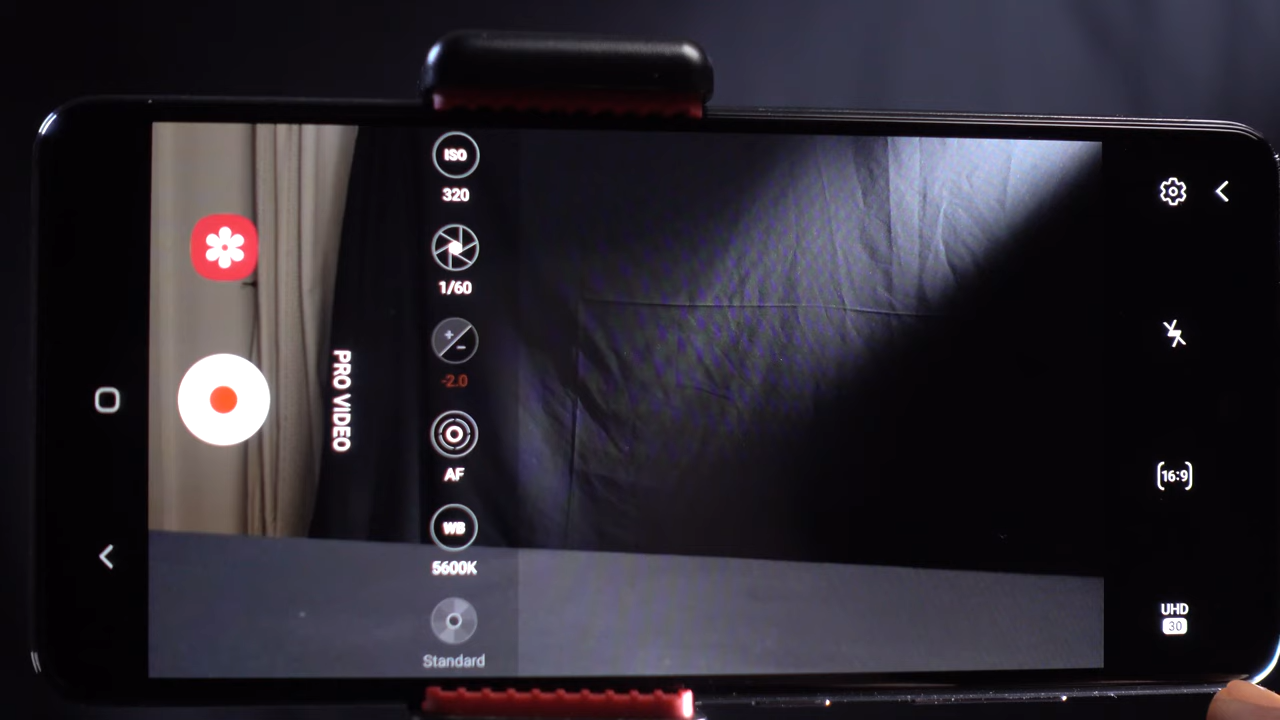 ISO
320
1/60
-2.0
AF
WB
5600K
Standard
PRO VIDEO
16:9
UHD
30